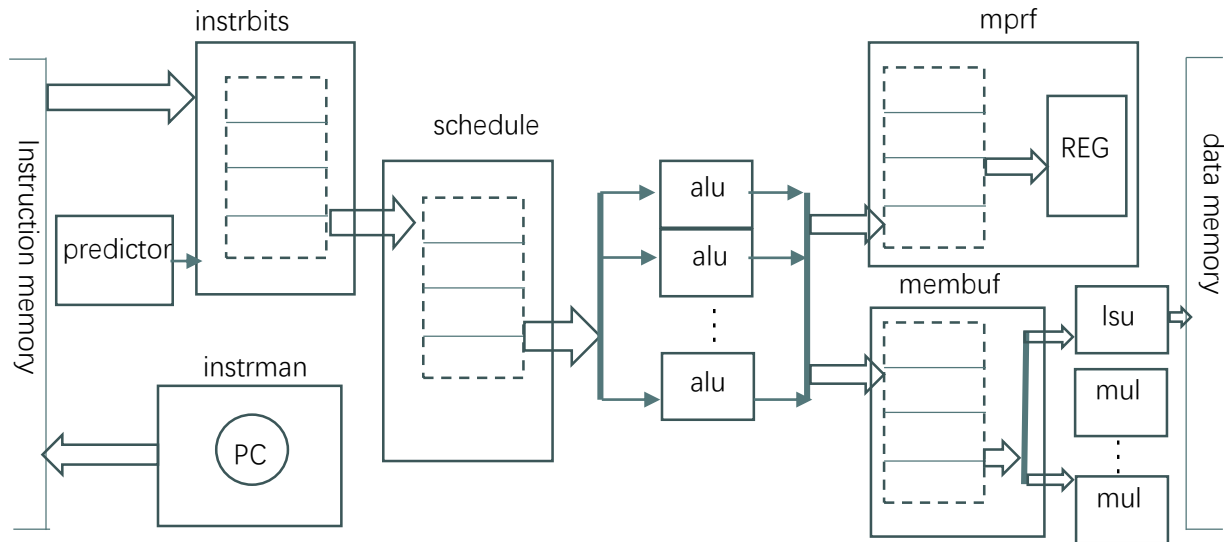 instrbits
mprf
schedule
Instruction memory
data memory
REG
alu
predictor
alu
membuf
lsu
instrman
alu
mul
PC
mul